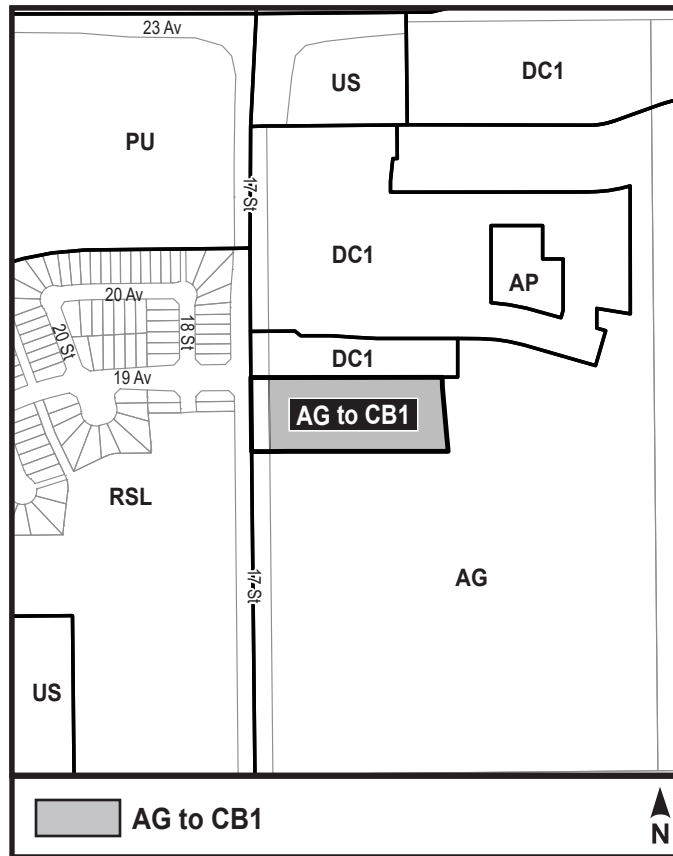 23 Av
US
DC1
PU
17 St
DC1
AP
20 Av
20 St
18 St
DC1
19 Av
AG to CB1
RSL
17 St
AG
US
AG to CB1
N